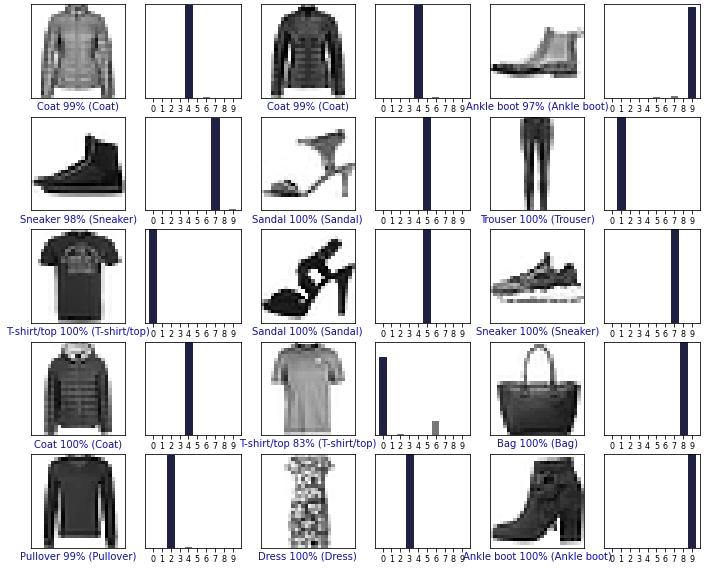 0 1 2 3 4 5 6 7 8 9 0 1 2 3 4 5 6 7 8 9 0 1 2 3 4 5 6 7 8 9
Coat 99% (Coat) Coat 99% (Coat) Ankle boot 97% (Ankle boot)
0 1 2 3 4 5 6 7 8 9 0 1 2 3 4 5 6 7 8 9 0 1 2 3 4 5 6 7 8 9
Sneaker 98% (Sneaker) Sandal 100% (Sandal) Trouser 100% (Trouser)
0 1 2 3 4 5 6 7 8 9 0 1 2 3 4 5 6 7 8 9 0 1 2 3 4 5 6 7 8 9
T-shirt/top 100% (T-shirt/top) Sandal 100% (Sandal) Sneaker 100% (Sneaker)
0 1 2 3 4 5 6 7 8 9 0 1 2 3 4 5 6 7 8 9 0 1 2 3 4 5 6 7 8 9
Coat 100% (Coat) T-shirt/top 83% (T-shirt/top) Bag 100% (Bag)
0 1 2 3 4 5 6 7 8 9 0 1 2 3 4 5 6 7 8 9 0 1 2 3 4 5 6 7 8 9
Pullover 99% (Pullover) Dress 100% (Dress) Ankle boot 100% (Ankle boot)